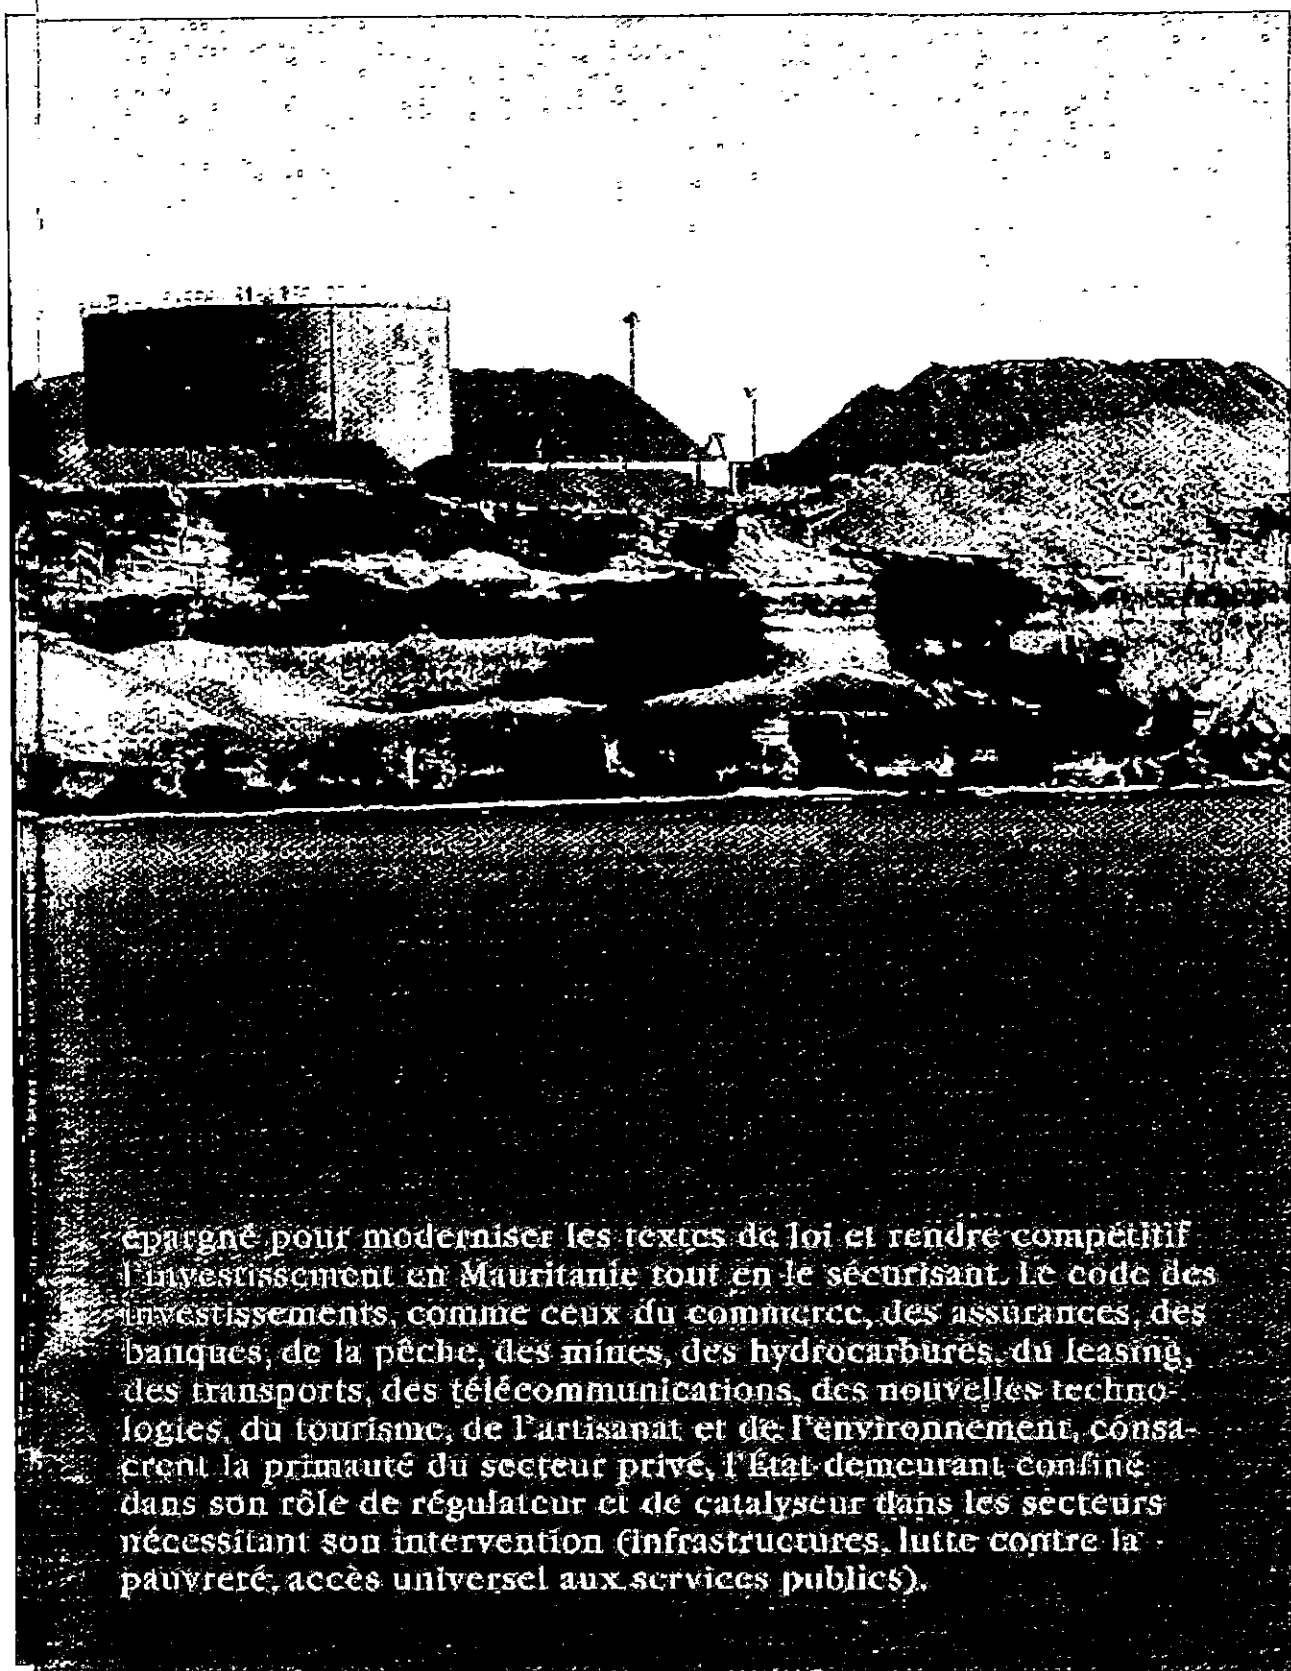 épargné pour moderniser les textes de loi et rendre compétitif
l'investissement en Mauritanie tout en le sécurisant. Le code des
investissements, comme ceux du commerce, des assurances, des
banques, de la pêche, des mines, des hydrocarbures, du leasing,
des transports, des télécommunications, des nouvelles techno-
logies, du tourisme, de l'artisanat et de l'environnement, consa-
crent la primauté du secteur privé, l'État demeurant confiné
dans son rôle de régulateur et de catalyseur dans les secteurs
nécessitant son intervention (infrastructures, lutte contre la
pauvreté, accès universel aux services publics).